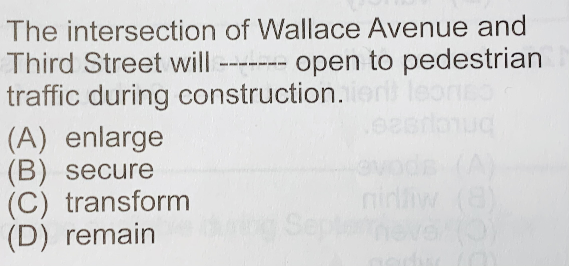 The intersection of Wallace Avenue and
Third Street will------- open to pedestrian
traffic during construction.
(A) enlarge
(B) secure
(C) transform
(D) remain